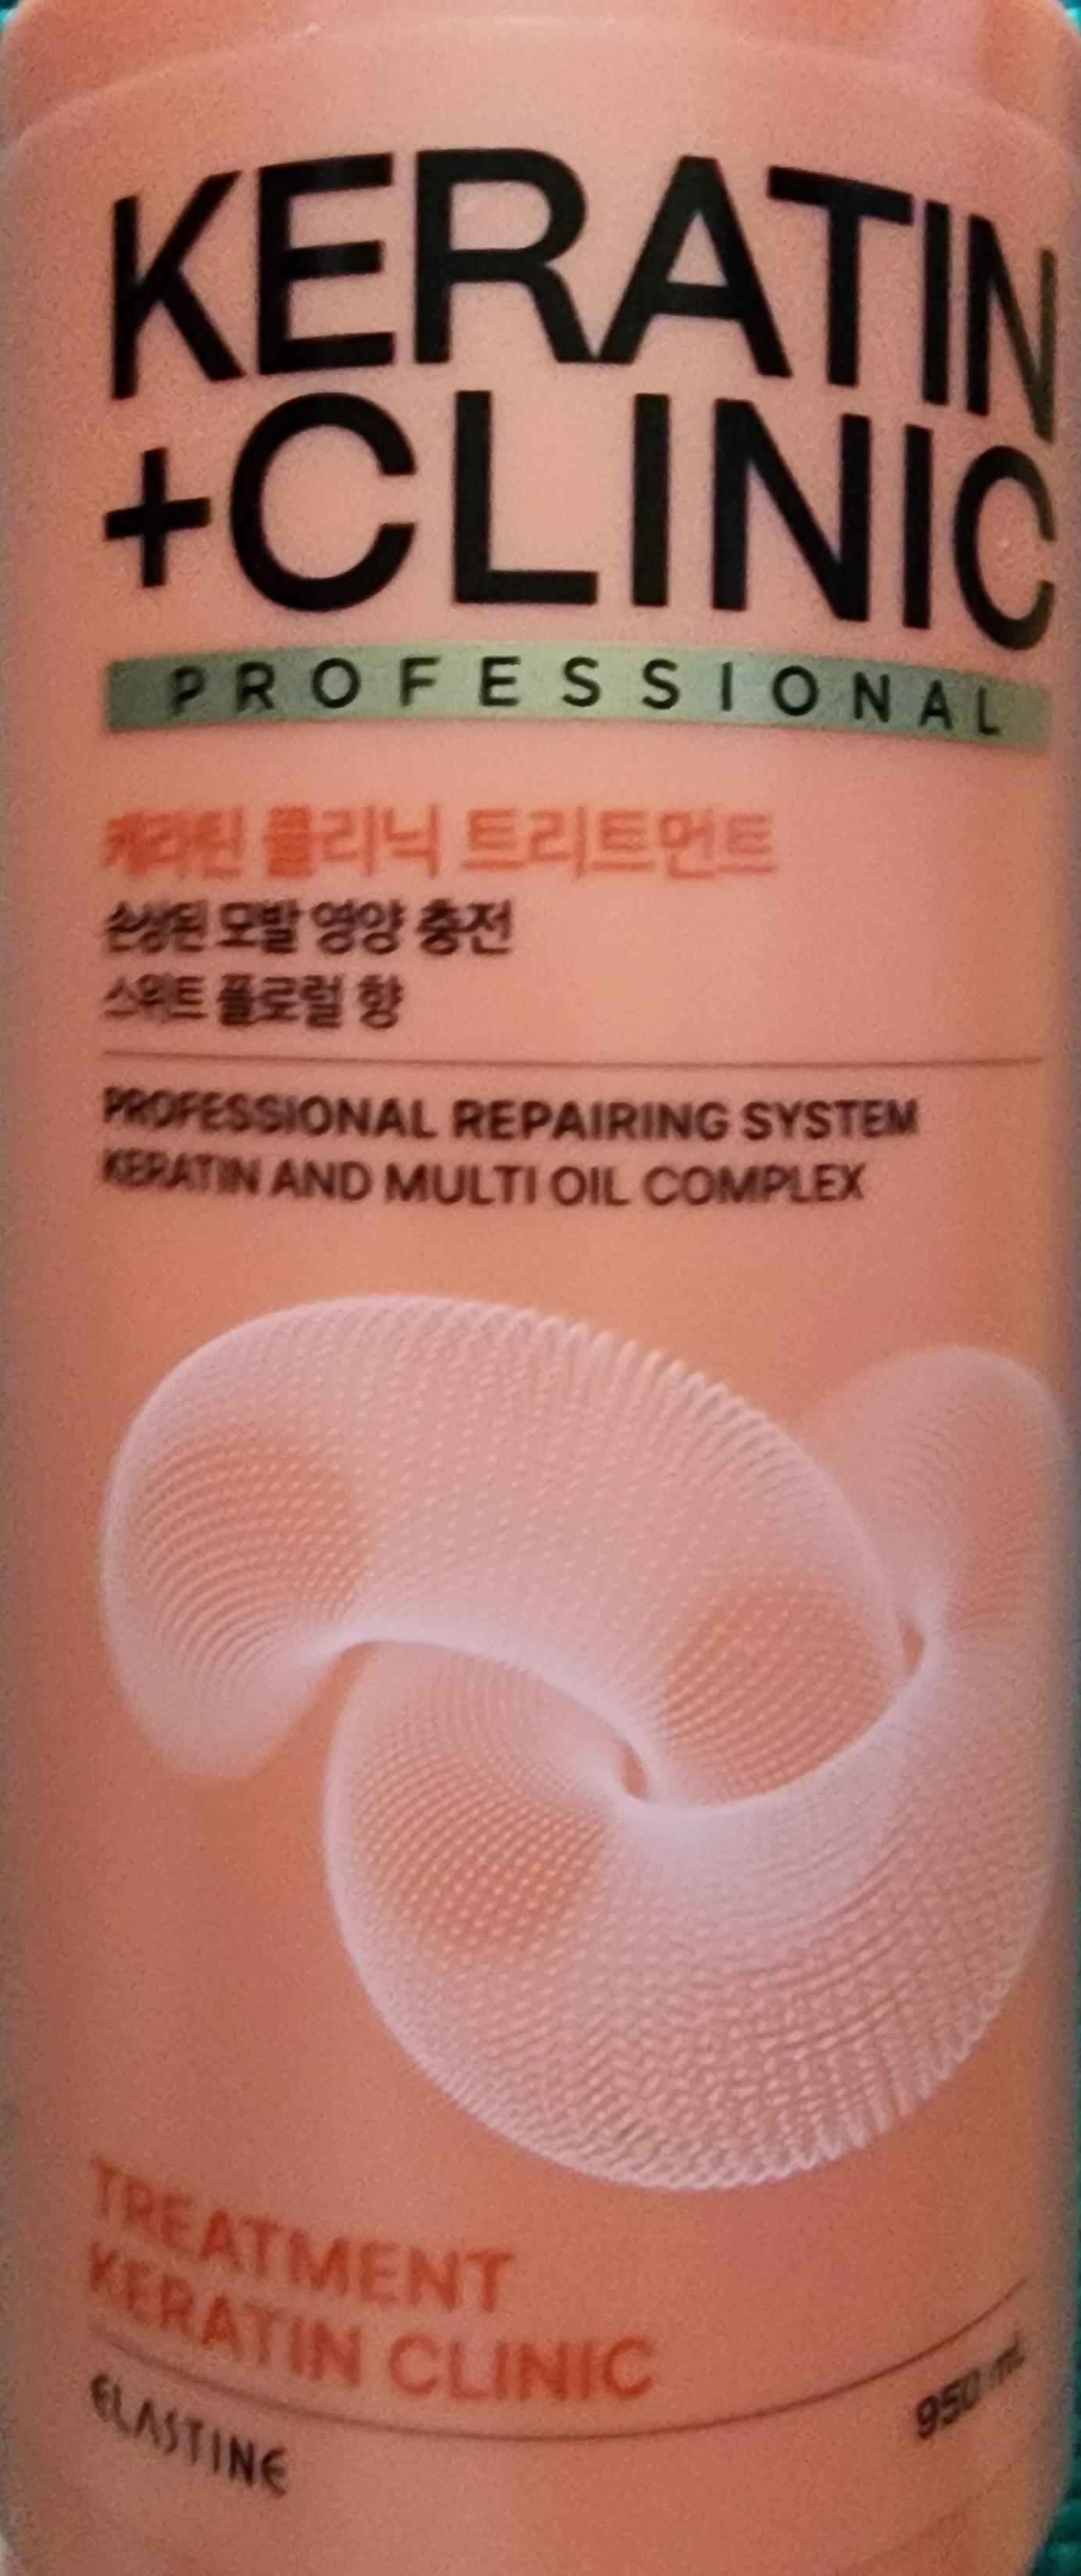 KERATIN
+CLINIC
PROFESSIONAL
케라틴 클리닉 트리트먼트
손상된 모발 영양 충전
스위트 플로럴 향
PROFESSIONAL REPAIRING SYSTEM
KERATIN AND MULTI OIL COMPLEX
TREATMENT
KERATIN CLINIC
ELASTINE
950 mL